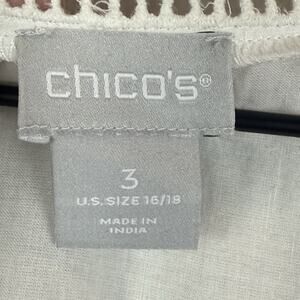 chico's®
3
U.S. SIZE 16/18
MADE IN
INDIA